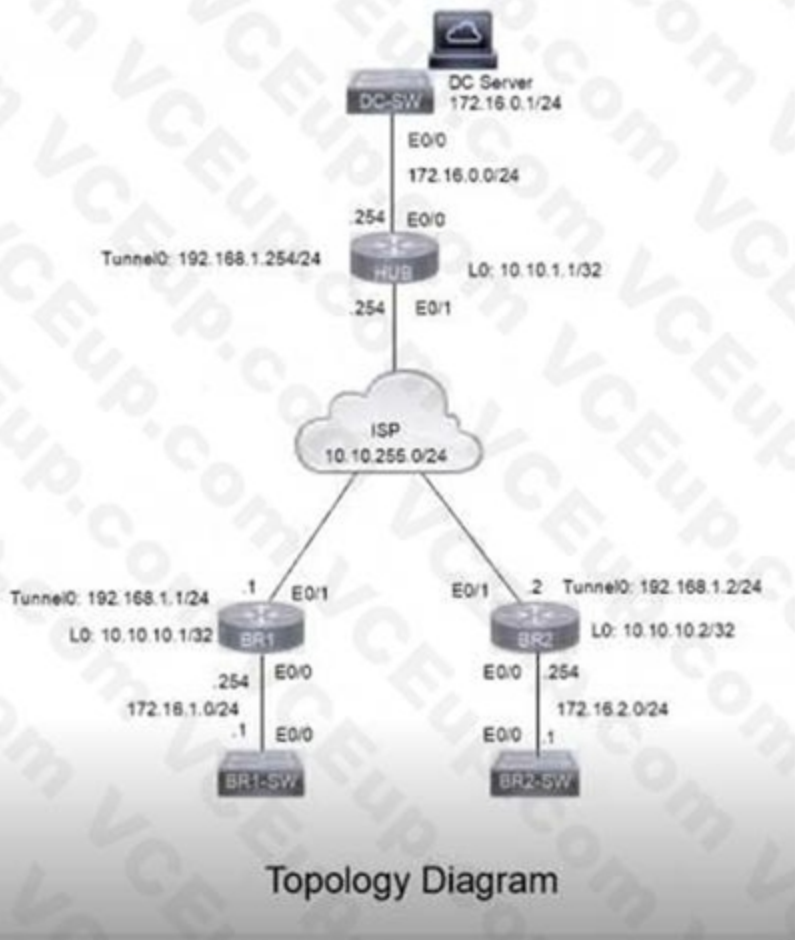 DC Server
DC-SW
172.16.0.1/24
E0/0
172.16.0.0/24
.254 E0/0
Tunnel0: 192.168.1.254/24
HUB
L0: 10.10.1.1/32
.254 E0/1
ISP
10.10.255.0/24
Tunnel0: 192.168.1.1/24
.1
E0/1
E0/1
.2
Tunnel0: 192.168.1.2/24
L0: 10.10.10.1/32
BR1
BR2
L0: 10.10.10.2/32
.254
E0/0
E0/0
.254
172.16.1.0/24
172.16.2.0/24
.1
E0/0
E0/0
.1
BR1-SW
BR2-SW
Topology Diagram
VCEup.com